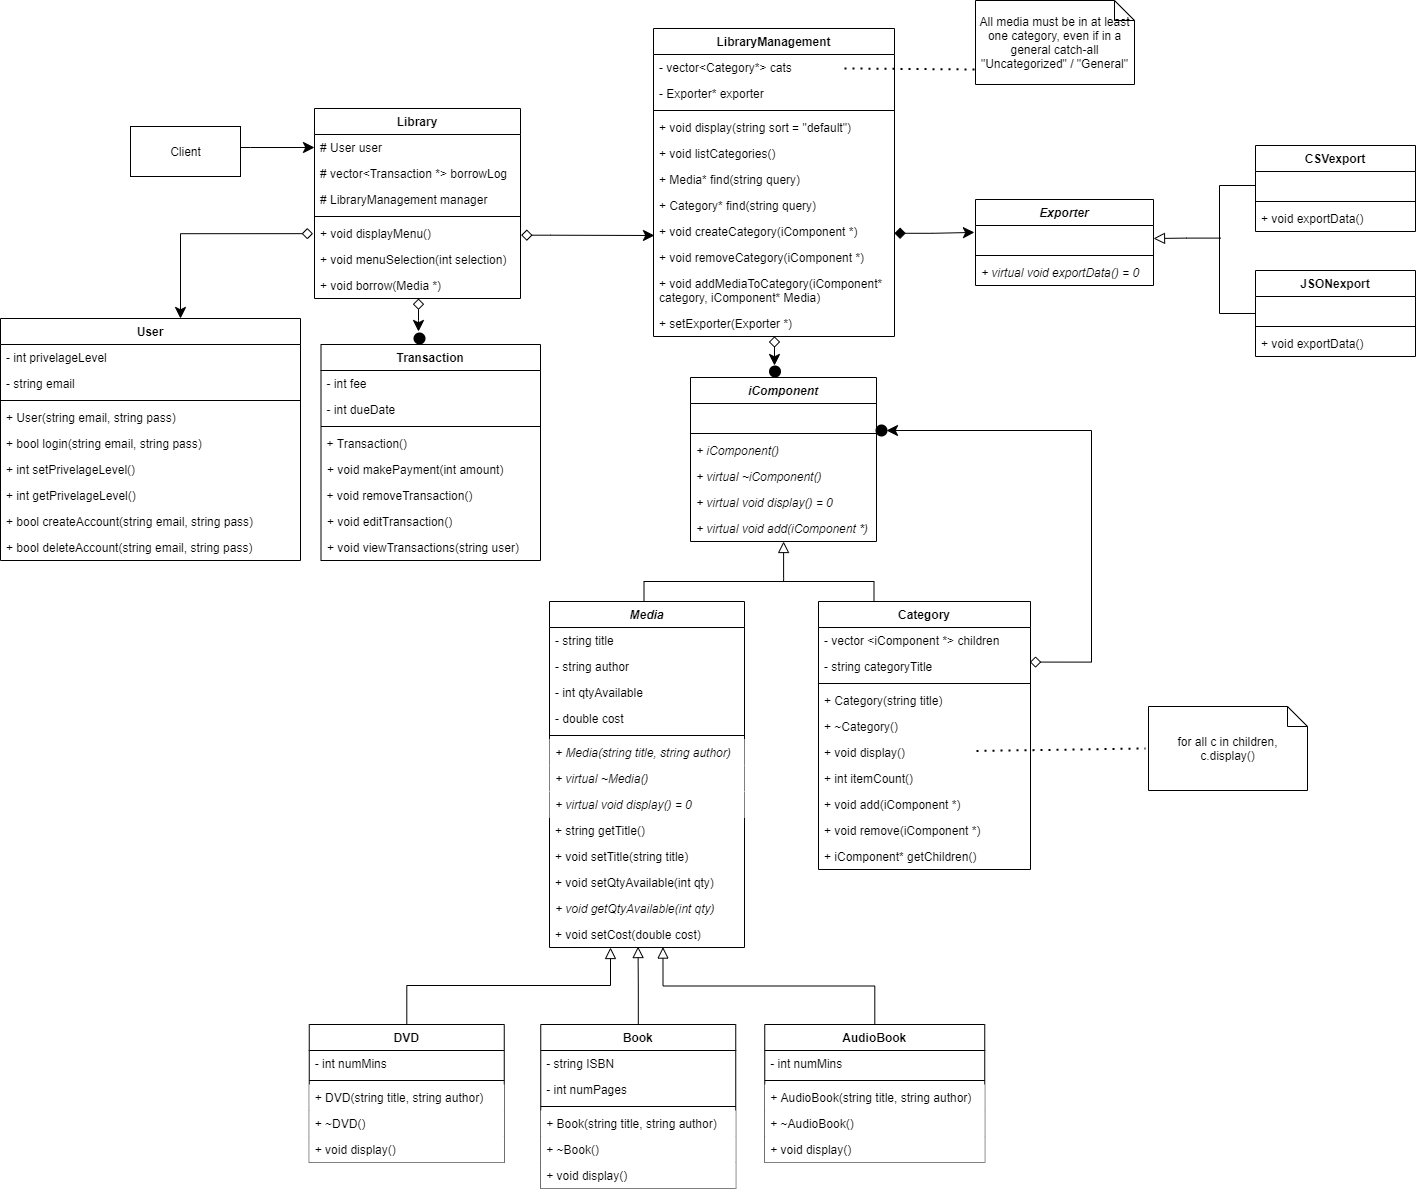 All media must be in at least
one category, even if in a
general catch-all
"Uncategorized" / "General"
LibraryManagement
- vector<Category*> cats
- Exporter* exporter
+ void display(string sort = "default")
+ void listCategories()
+ Media* find(string query)
+ Category* find(string query)
+ void createCategory(iComponent *)
+ void removeCategory(iComponent *)
+ void addMediaToCategory(iComponent*
category, iComponent* Media)
+ setExporter(Exporter *)
Client
Library
# User user
# vector<Transaction *> borrowLog
# LibraryManagement manager
+ void displayMenu()
+ void menuSelection(int selection)
+ void borrow(Media *)
Exporter
+ virtual void exportData() = 0
CSVexport
+ void exportData()
JSONexport
+ void exportData()
User
- int privelageLevel
- string email
+ User(string email, string pass)
+ bool login(string email, string pass)
+ int setPrivelageLevel()
+ int getPrivelageLevel()
+ bool createAccount(string email, string pass)
+ bool deleteAccount(string email, string pass)
Transaction
- int fee
- int dueDate
+ Transaction()
+ void makePayment(int amount)
+ void removeTransaction()
+ void editTransaction()
+ void viewTransactions(string user)
iComponent
+ iComponent()
+ virtual ~iComponent()
+ virtual void display() = 0
+ virtual void add(iComponent *)
Media
- string title
- string author
- int qtyAvailable
- double cost
+ Media(string title, string author)
+ virtual ~Media()
+ virtual void display() = 0
+ string getTitle()
+ void setTitle(string title)
+ void setQtyAvailable(int qty)
+ void getQtyAvailable(int qty)
+ void setCost(double cost)
Category
- vector <iComponent *> children
- string categoryTitle
+ Category(string title)
+ ~Category()
+ void display()
+ int itemCount()
+ void add(iComponent *)
+ void remove(iComponent *)
+ iComponent* getChildren()
for all c in children,
c.display()
DVD
- int numMins
+ DVD(string title, string author)
+ ~DVD()
+ void display()
Book
- string ISBN
- int numPages
+ Book(string title, string author)
+ ~Book()
+ void display()
AudioBook
- int numMins
+ AudioBook(string title, string author)
+ ~AudioBook()
+ void display()